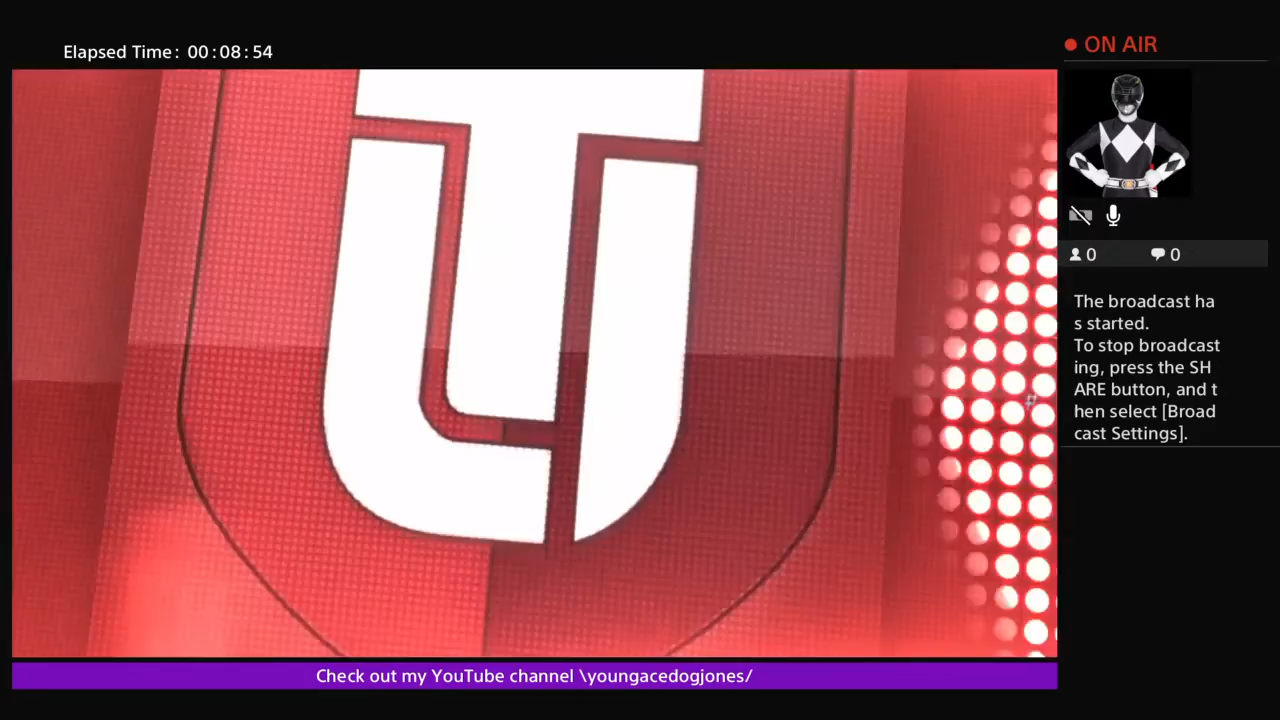 Elapsed Time: 00:08:54
ON AIR
0
0
The broadcast ha
s started.
To stop broadcast
ing, press the SH
ARE button, and t
hen select [Broad
cast Settings].
Check out my YouTube channel \youngacedogjones/